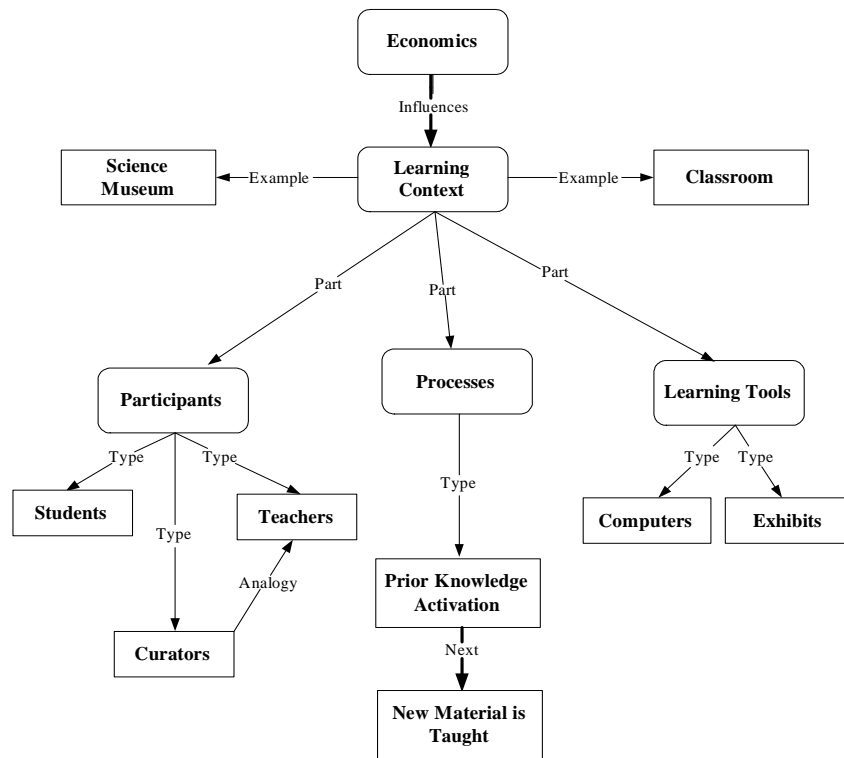 Economics
Influences
Science
Museum
Example
Learning
Context
Example
Classroom
Part
Part
Part
Participants
Processes
Learning Tools
Type
Type
Type
Type
Type
Type
Students
Teachers
Computers
Exhibits
Analogy
Prior Knowledge
Activation
Curators
Next
New Material is
Taught